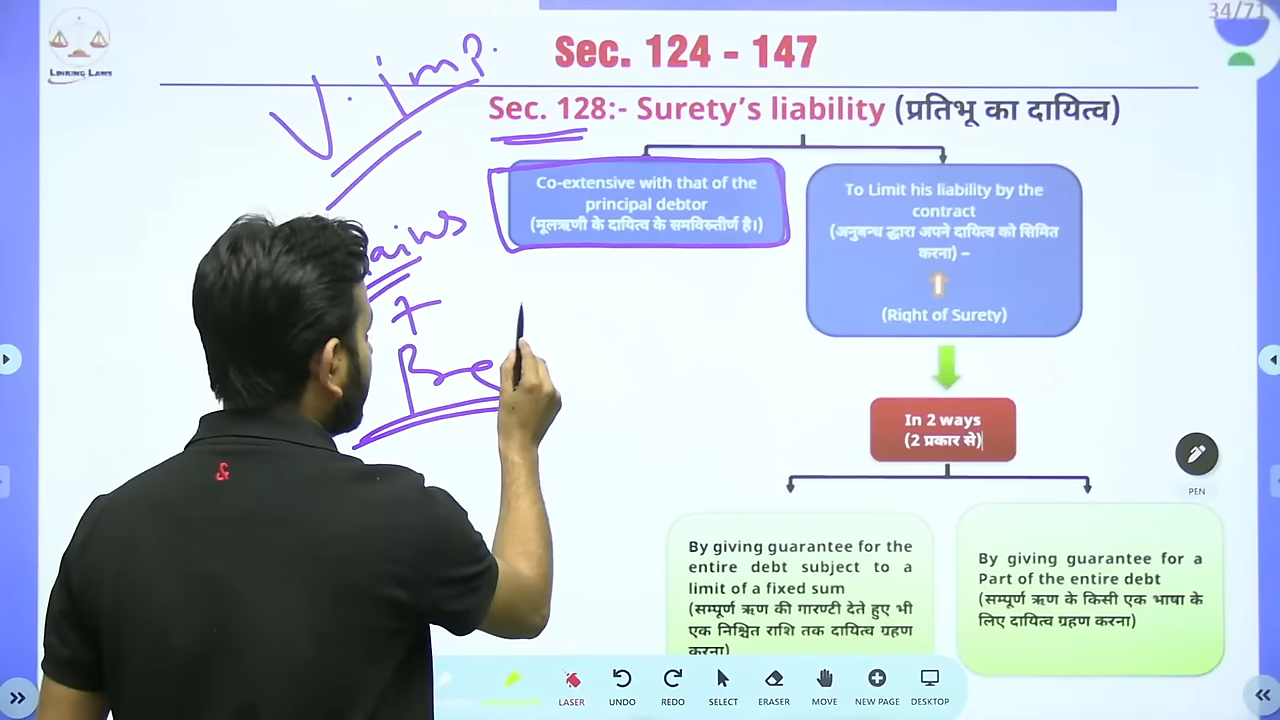 34/71
LINKING LAWS
Sec. 124 - 147
V. imp.
Sec. 128:- Surety's liability (प्रतिभू का दायित्व)
Co-extensive with that of the
principal debtor
(मूलऋणी के दायित्व के समविस्तीर्ण है।)
To Limit his liability by the
contract
(अनुबन्ध द्वारा अपने दायित्व को सिमित
करना) –
(Right of Surety)
+
In 2 ways
(2 प्रकार से)
PEN
By giving guarantee for the
entire debt subject to a
limit of a fixed sum
(सम्पूर्ण ऋण की गारण्टी देते हुए भी
एक निश्चित राशि तक दायित्व ग्रहण
करना)
By giving guarantee for a
Part of the entire debt
(सम्पूर्ण ऋण के किसी एक भाषा के
लिए दायित्व ग्रहण करना)
LASER
UNDO
REDO
SELECT
ERASER
MOVE
NEW PAGE
DESKTOP